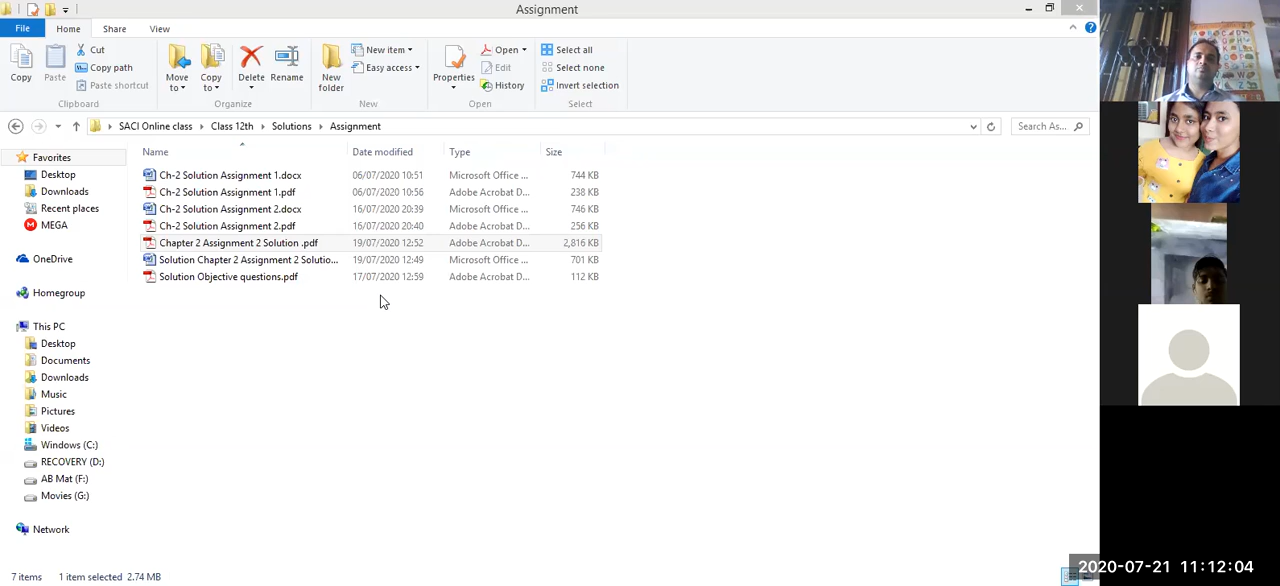 Assignment
File Home Share View
Copy
Paste
Cut
Copy path
Paste shortcut
Clipboard
Move to
Copy to
Delete
Rename
Organize
New folder
New item
Easy access
New
Properties
Open
Edit
History
Open
Select all
Select none
Invert selection
Select
SACI Online class Class 12th Solutions Assignment
Search As...
Favorites
Desktop
Downloads
Recent places
MEGA
OneDrive
Homegroup
This PC
Desktop
Documents
Downloads
Music
Pictures
Videos
Windows (C:)
RECOVERY (D:)
AB Mat (F:)
Movies (G:)
Network
Name Date modified Type Size
Ch-2 Solution Assignment 1.docx 06/07/2020 10:51 Microsoft Office ... 744 KB
Ch-2 Solution Assignment 1.pdf 06/07/2020 10:56 Adobe Acrobat D... 238 KB
Ch-2 Solution Assignment 2.docx 16/07/2020 20:39 Microsoft Office ... 746 KB
Ch-2 Solution Assignment 2.pdf 16/07/2020 20:40 Adobe Acrobat D... 256 KB
Chapter 2 Assignment 2 Solution .pdf 19/07/2020 12:52 Adobe Acrobat D... 2,816 KB
Solution Chapter 2 Assignment 2 Solutio... 19/07/2020 12:49 Microsoft Office ... 701 KB
Solution Objective questions.pdf 17/07/2020 12:59 Adobe Acrobat D... 112 KB
7 items 1 item selected 2.74 MB
2020-07-21 11:12:04